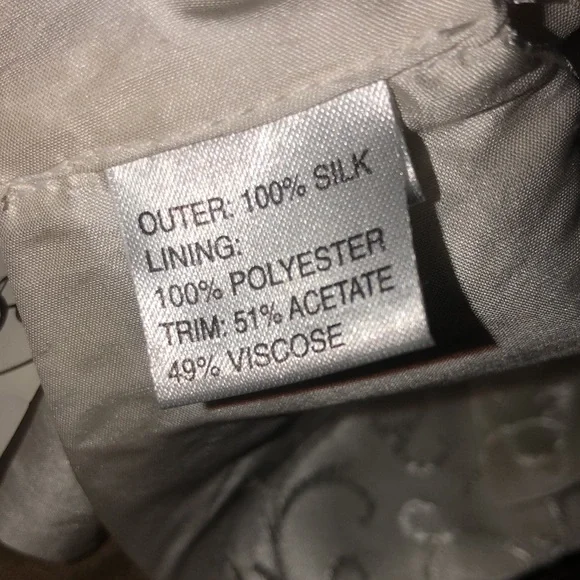 OUTER: 100% SILK
LINING:
100% POLYESTER
TRIM: 51% ACETATE
49% VISCOSE